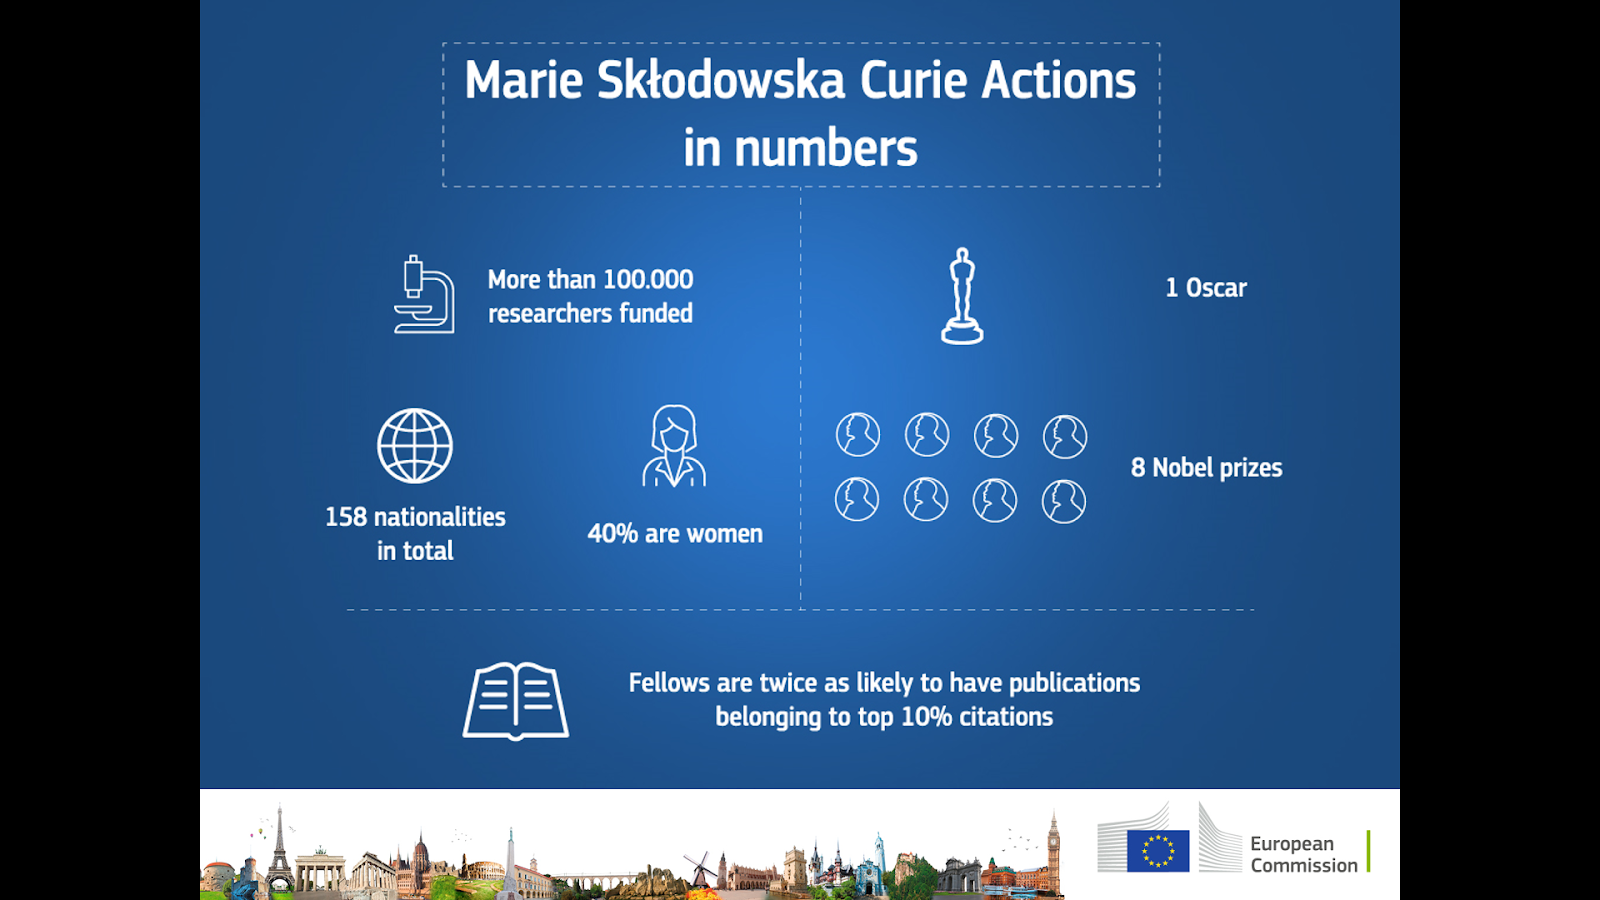 Marie Skłodowska Curie Actions
in numbers
More than 100.000
researchers funded
1 Oscar
158 nationalities
in total
40% are women
8 Nobel prizes
Fellows are twice as likely to have publications
belonging to top 10% citations
European
Commission